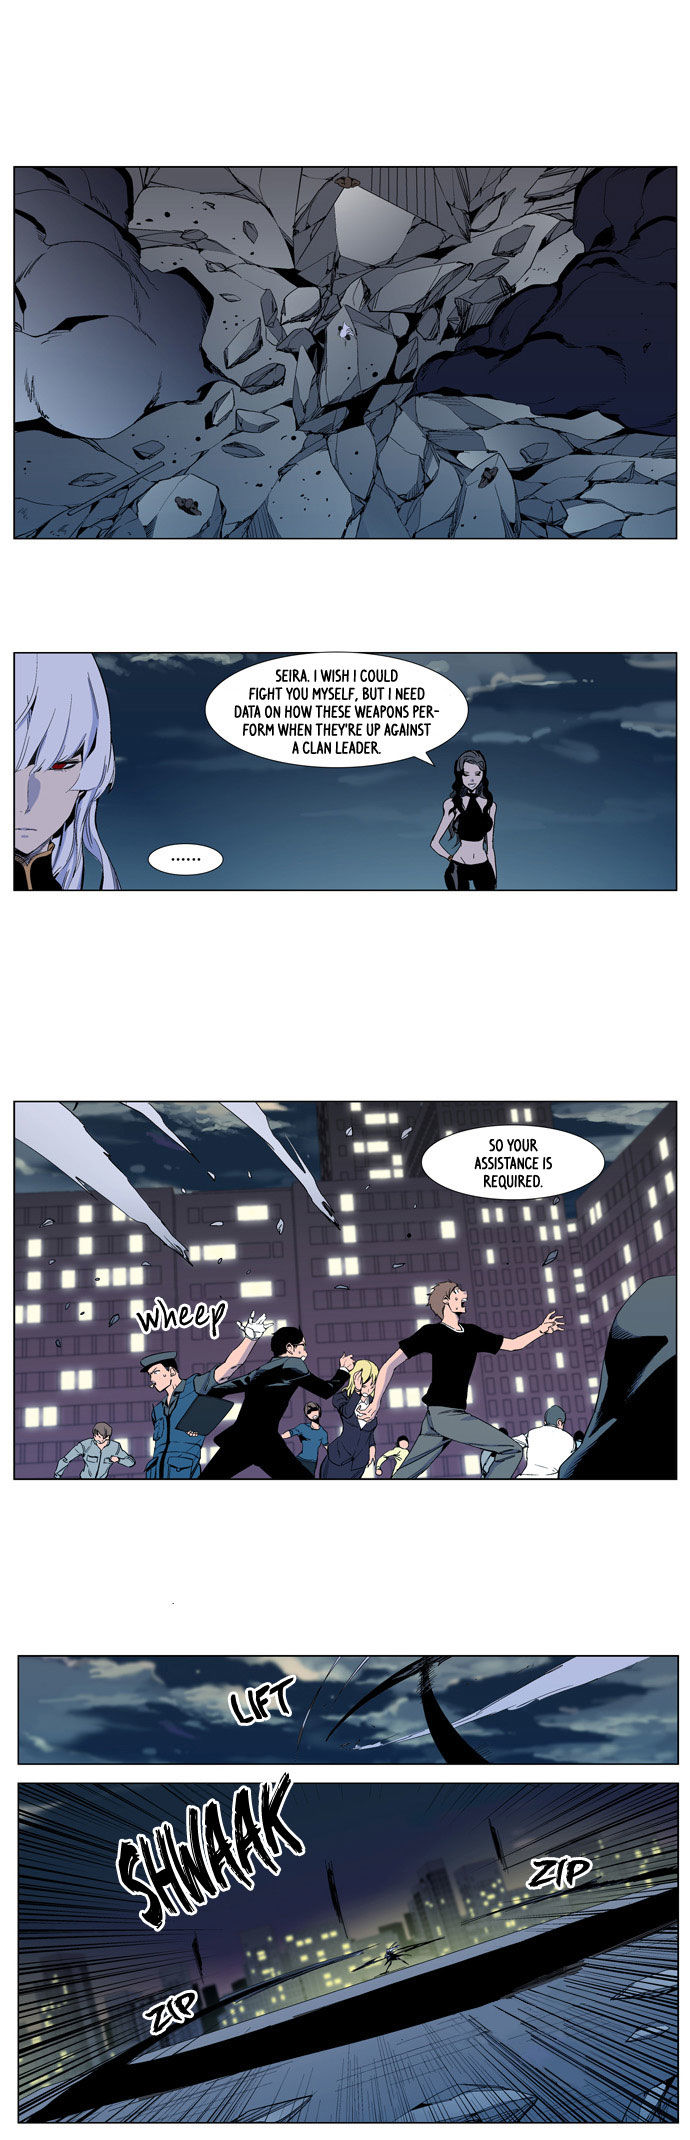 SEIRA. I WISH I COULD
FIGHT YOU MYSELF, BUT I NEED
DATA ON HOW THESE WEAPONS PER-
FORM WHEN THEY'RE UP AGAINST
A CLAN LEADER.
......
SO YOUR
ASSISTANCE IS
REQUIRED.
wheep
LIFT
SHWAAK
ZIP
ZIP